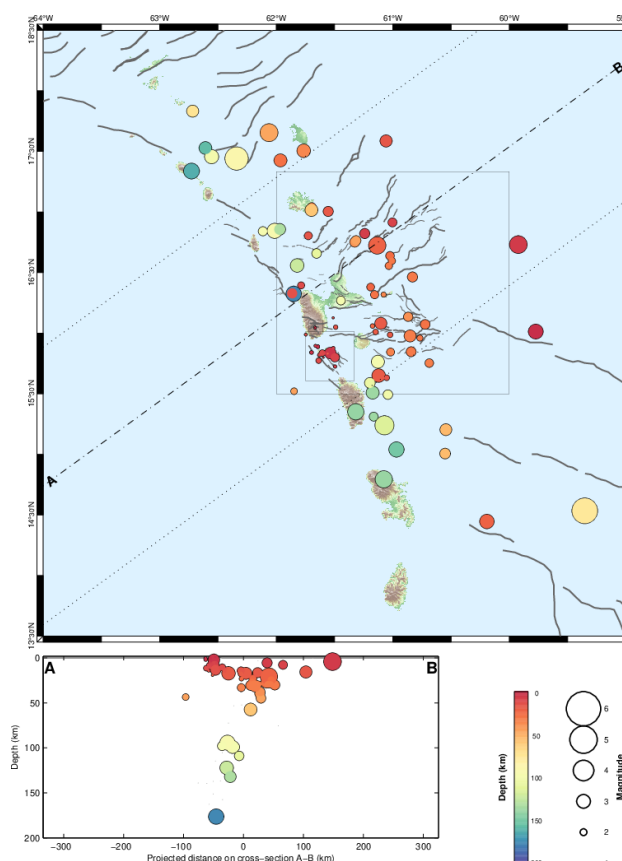 64°W 63°W 62°W 61°W 60°W
18°30'N
17°30'N
16°30'N
15°30'N
14°30'N
13°30'N
B
A
A B
0
50
100
150
200
Depth (km)
−300 −200 −100 0 100 200 300
Projected distance on cross−section A−B (km)
0
50
100
150
Depth (km)
6
5
4
3
2
Magnitude